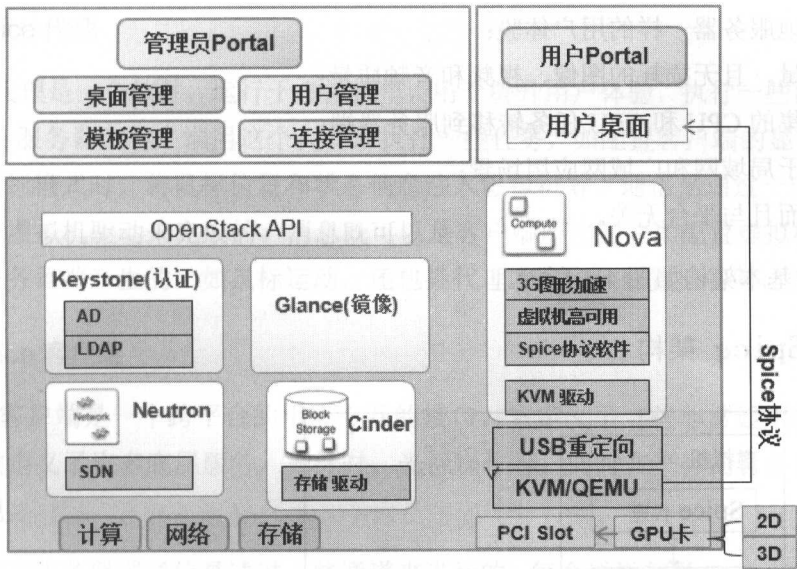 管理员Portal
桌面管理
用户管理
模板管理
连接管理
用户Portal
用户桌面
OpenStack API
Keystone(认证)
AD
LDAP
Glance(镜像)
Compute
Nova
3G图形加速
虚拟机高可用
Spice协议软件
KVM 驱动
Network
Neutron
SDN
Block
Storage
Cinder
存储 驱动
USB重定向
KVM/QEMU
Spice协议
计算
网络
存储
PCI Slot
GPU卡
2D
3D